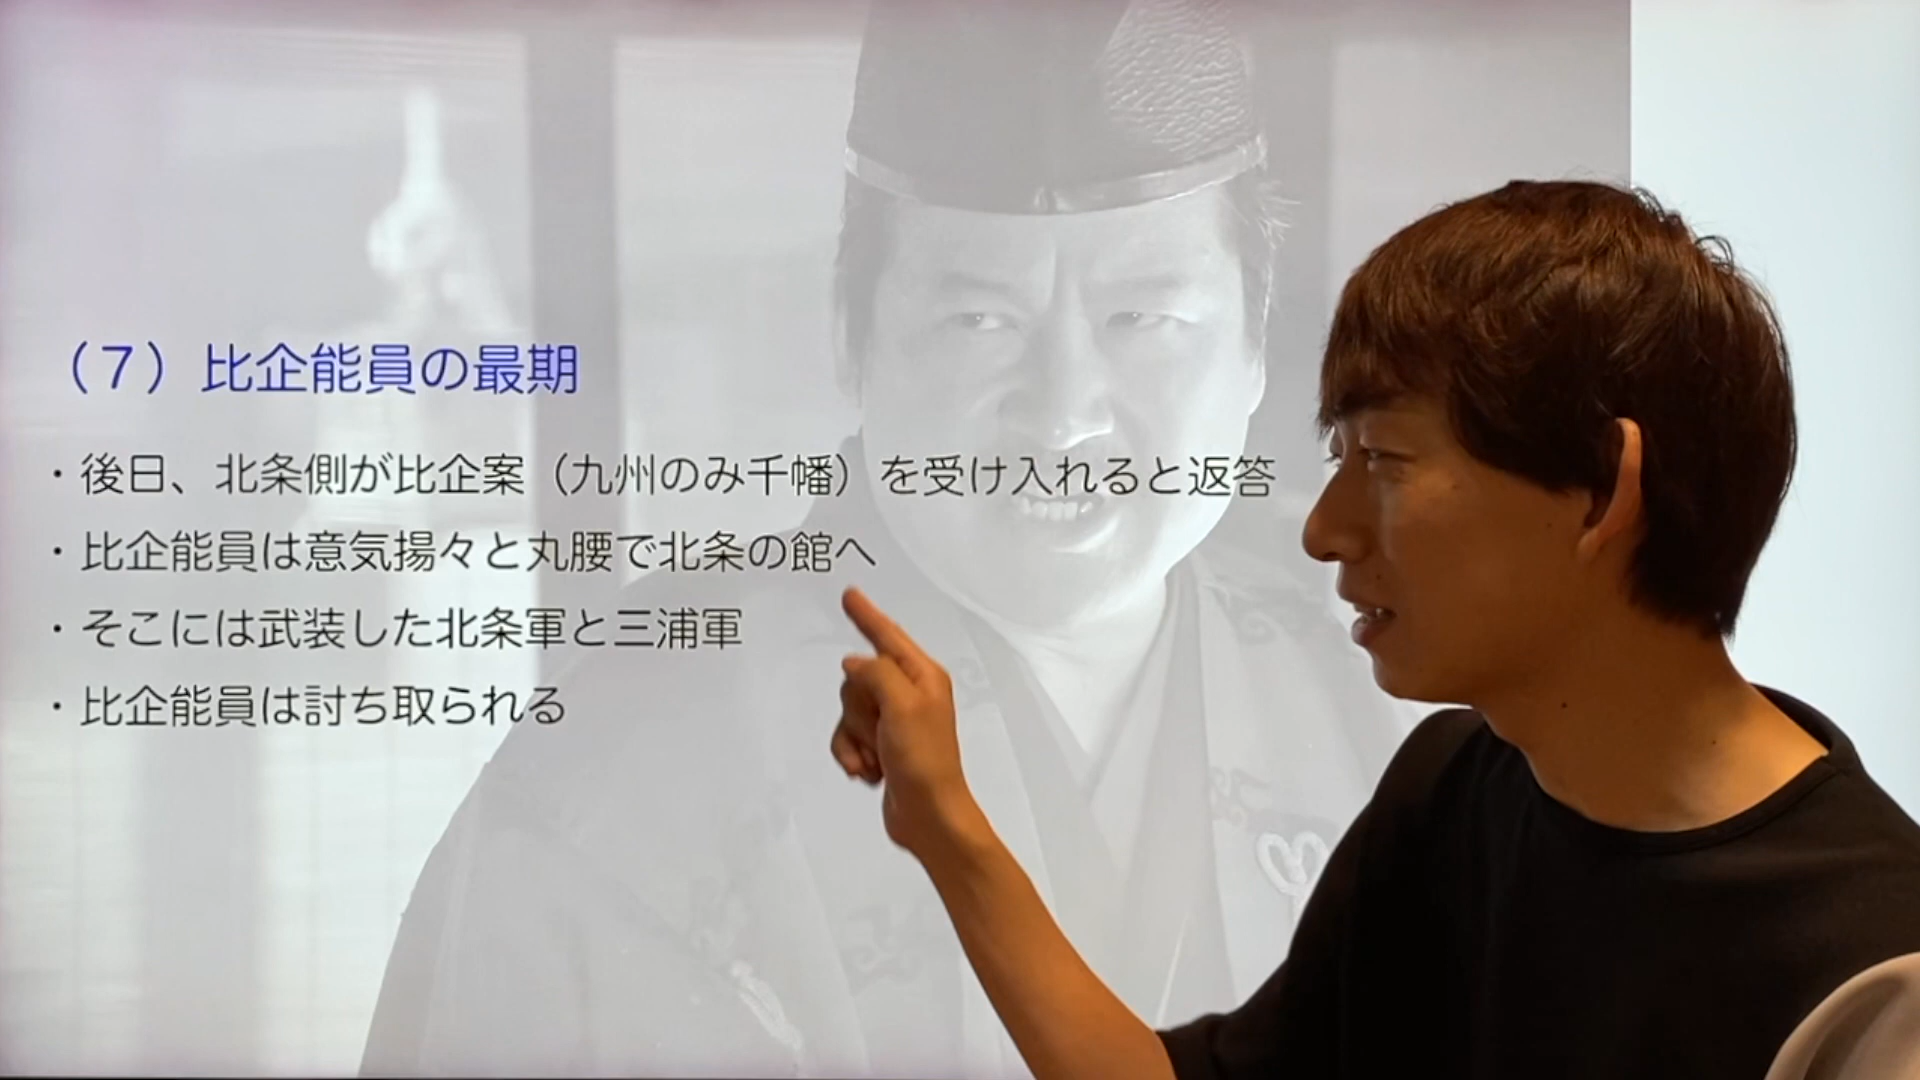 （７）比企能員の最期
・後日、北条側が比企案（九州のみ千幡）を受け入れると返答
・比企能員は意気揚々と丸腰で北条の館へ
・そこには武装した北条軍と三浦軍
・比企能員は討ち取られる